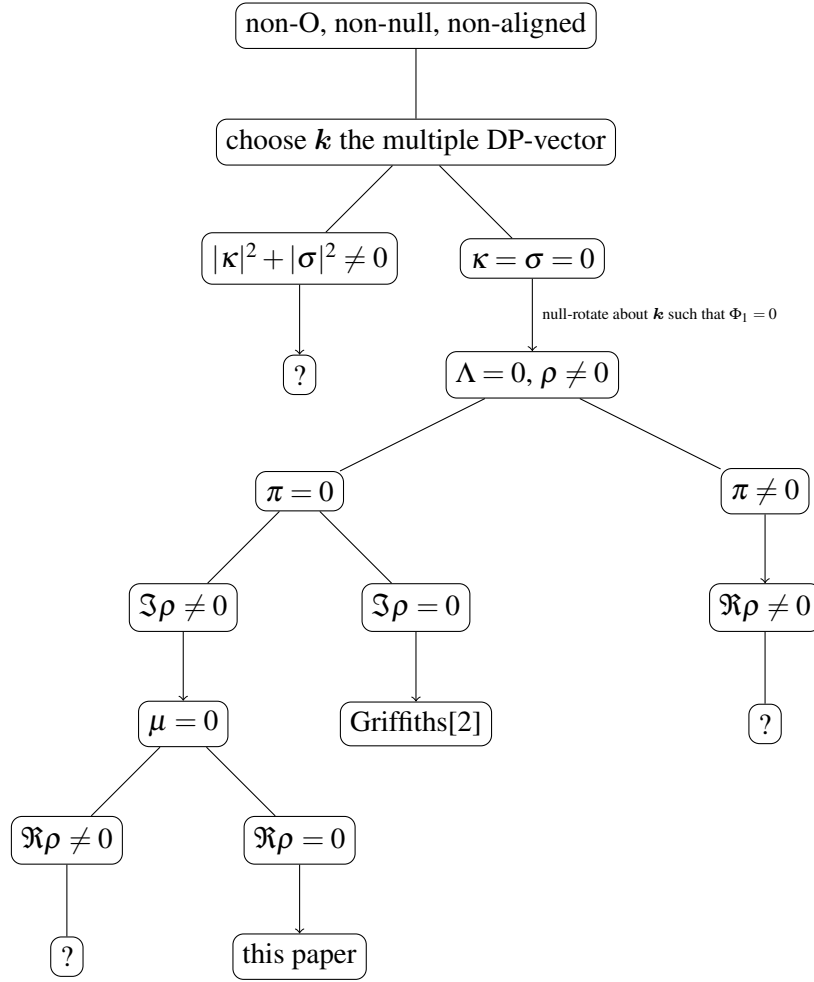 non-O, non-null, non-aligned
choose k the multiple DP-vector
|κ|² + |σ|² ≠ 0
κ = σ = 0
null-rotate about k such that Φ₁ = 0
?
Λ = 0, ρ ≠ 0
π = 0
π ≠ 0
ℑρ ≠ 0
ℑρ = 0
ℜρ ≠ 0
μ = 0
Griffiths[2]
?
ℜρ ≠ 0
ℜρ = 0
?
this paper